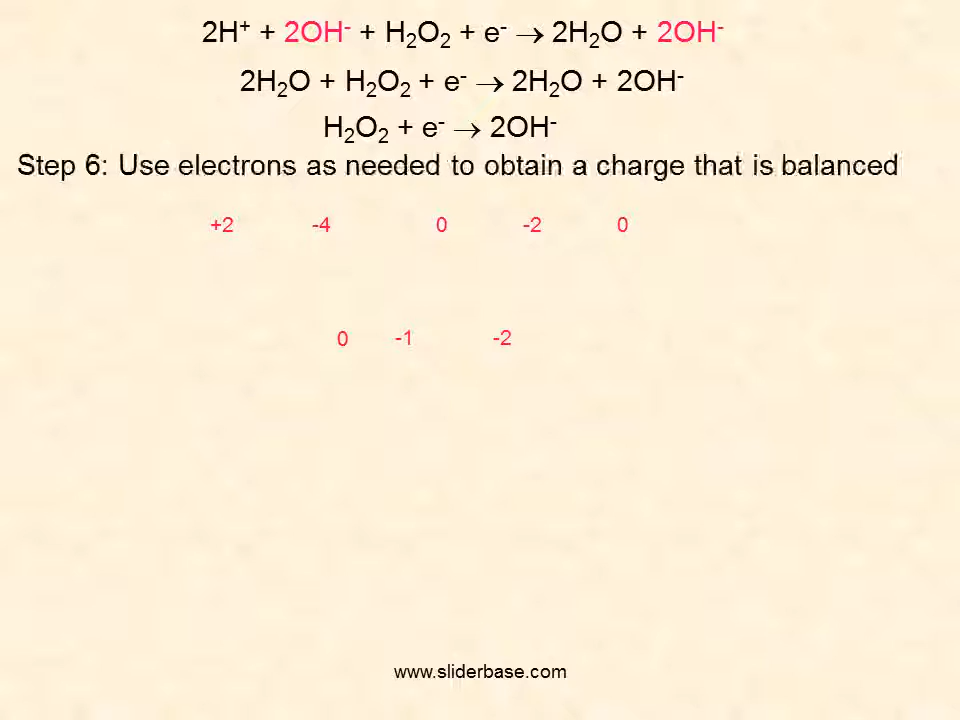 2H⁺ + 2OH⁻ + H₂O₂ + e⁻ → 2H₂O + 2OH⁻
2H₂O + H₂O₂ + e⁻ → 2H₂O + 2OH⁻
H₂O₂ + e⁻ → 2OH⁻
Step 6: Use electrons as needed to obtain a charge that is balanced
+2 -4 0 -2 0
0 -1 -2
www.sliderbase.com